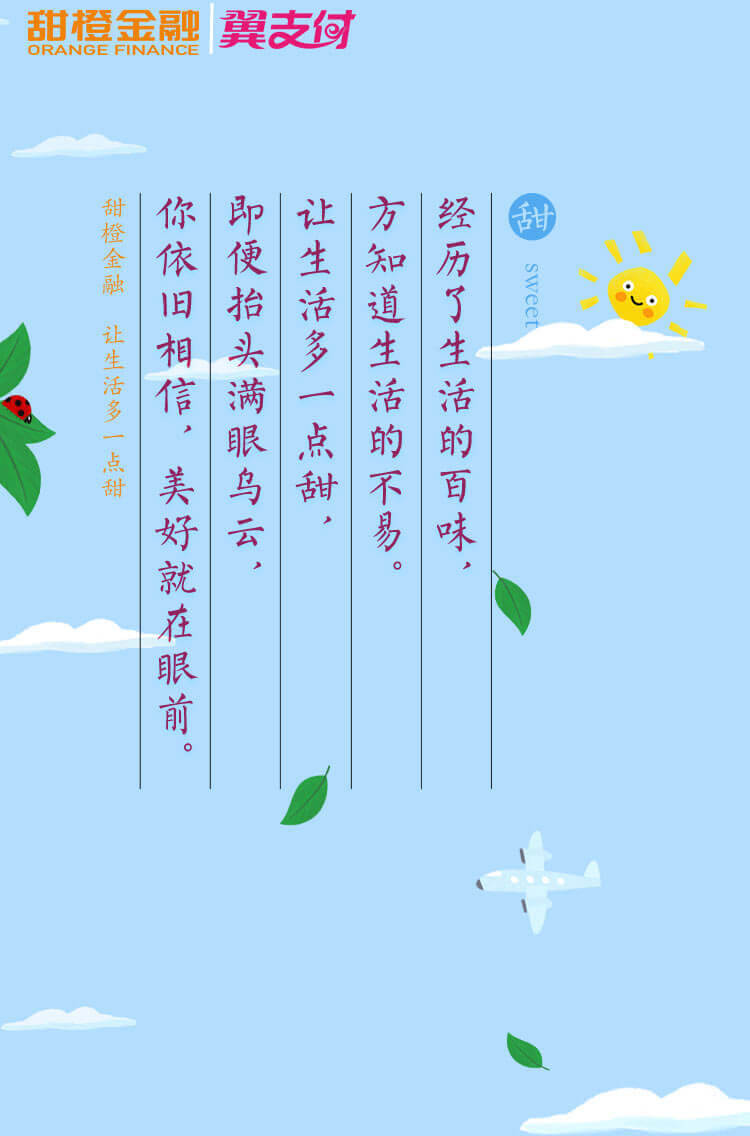 甜橙金融
ORANGE FINANCE
翼支付
甜
sweet
经历了生活的百味，
方知道生活的不易。
让生活多一点甜，
即便抬头满眼乌云，
你依旧相信，美好就在眼前。
甜橙金融 让生活多一点甜